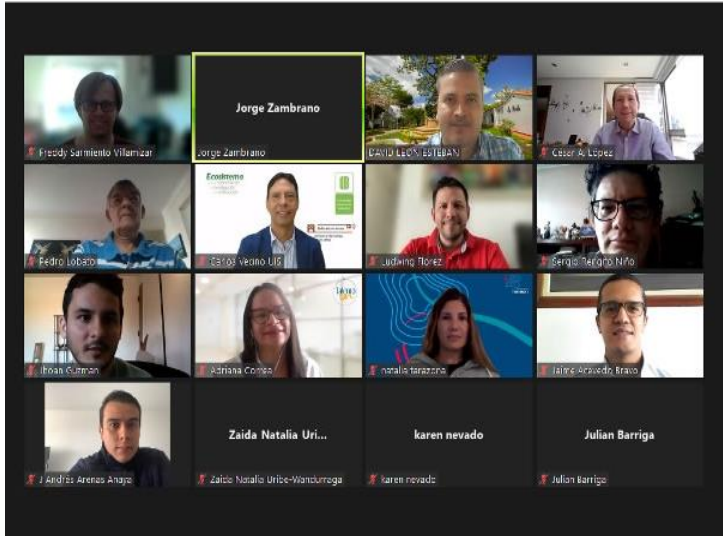 Freddy Sarmiento Villamizar
Jorge Zambrano
Jorge Zambrano
DAVID LEON ESTEBAN
César A. López
Pedro Lobato
Ecosistema
Carlos Vecino UIS
Ludwing Florez
Sergio Rengifo Niño
Jhoan Guzman
Adriana Correa
natalia tarazona
Jaime Acevedo Bravo
J Andrés Arenas Anaya
Zaida Natalia Uri...
Zaida Natalia Uribe-Wandurraga
karen nevado
karen nevado
Julian Barriga
Julian Barriga